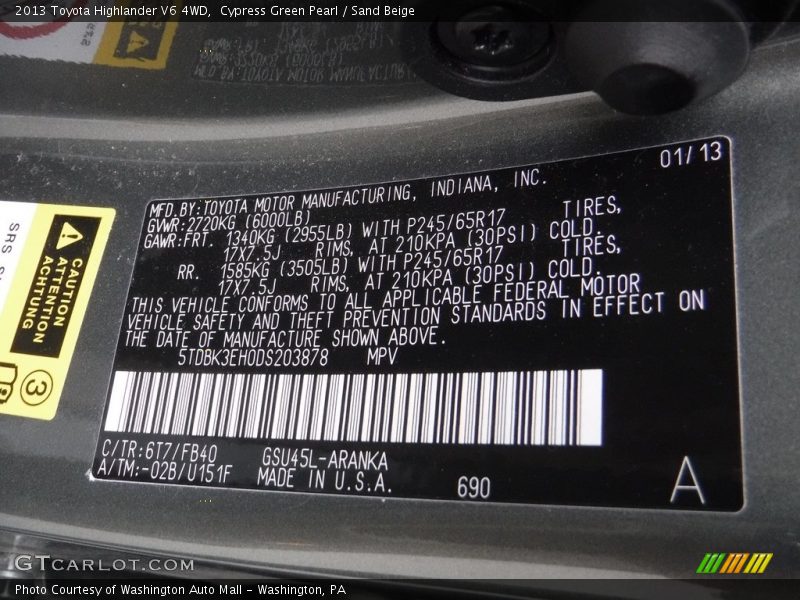 2013 Toyota Highlander V6 4WD,  Cypress Green Pearl / Sand Beige
01/13
MFD.BY:TOYOTA MOTOR MANUFACTURING, INDIANA, INC.
GVWR:2720KG (6000LB)
GAWR:FRT. 1340KG (2955LB) WITH P245/65R17 TIRES,
17X7.5J RIMS, AT 210KPA (30PSI) COLD.
RR. 1585KG (3505LB) WITH P245/65R17 TIRES,
17X7.5J RIMS, AT 210KPA (30PSI) COLD.
THIS VEHICLE CONFORMS TO ALL APPLICABLE FEDERAL MOTOR
VEHICLE SAFETY AND THEFT PREVENTION STANDARDS IN EFFECT ON
THE DATE OF MANUFACTURE SHOWN ABOVE.
5TDBK3EH0DS203878 MPV
C/TR:6T7/FB40 GSU45L-ARANKA
A/TM:-02B/U151F MADE IN U.S.A. 690
A
SRS
CAUTION
ATTENTION
ACHTUNG
3
GTCARLOT.COM
Photo Courtesy of Washington Auto Mall - Washington, PA